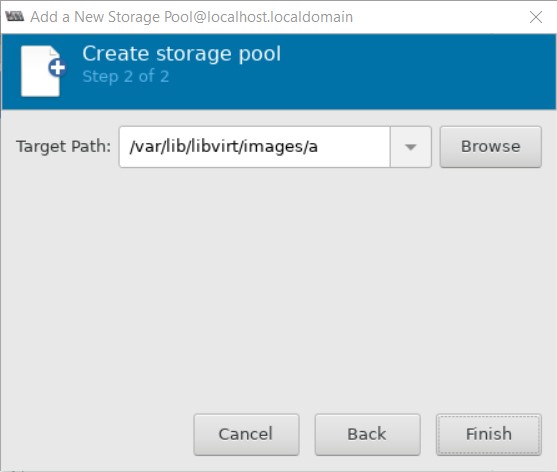 Add a New Storage Pool@localhost.localdomain
Create storage pool
Step 2 of 2
Target Path: /var/lib/libvirt/images/a Browse
Cancel Back Finish